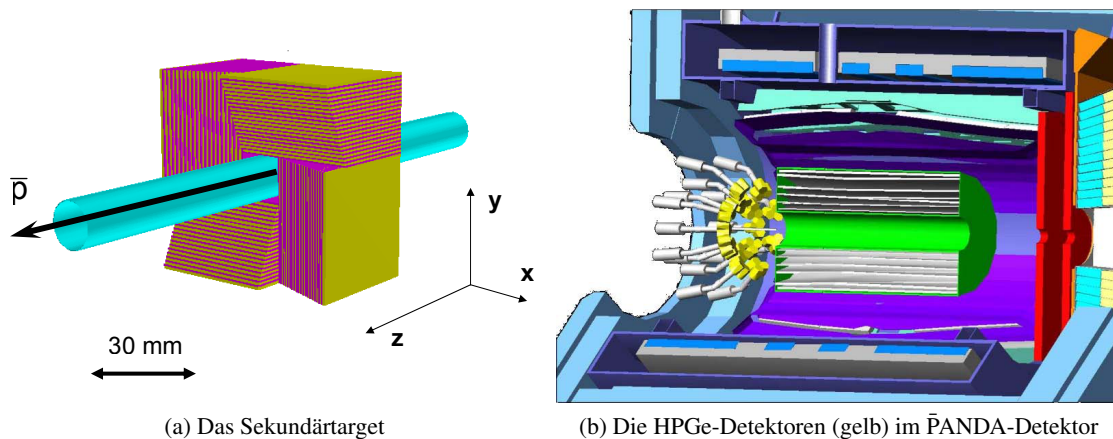 p̅
y
x
z
30 mm
(a) Das Sekundärtarget
(b) Die HPGe-Detektoren (gelb) im P̄ANDA-Detektor